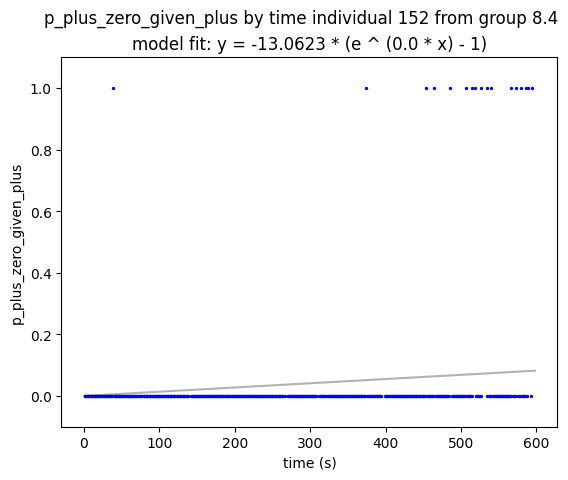 p_plus_zero_given_plus by time individual 152 from group 8.4
model fit: y = -13.0623 * (e ^ (0.0 * x) - 1)
1.0
0.8
0.6
0.4
0.2
0.0
p_plus_zero_given_plus
0 100 200 300 400 500 600
time (s)